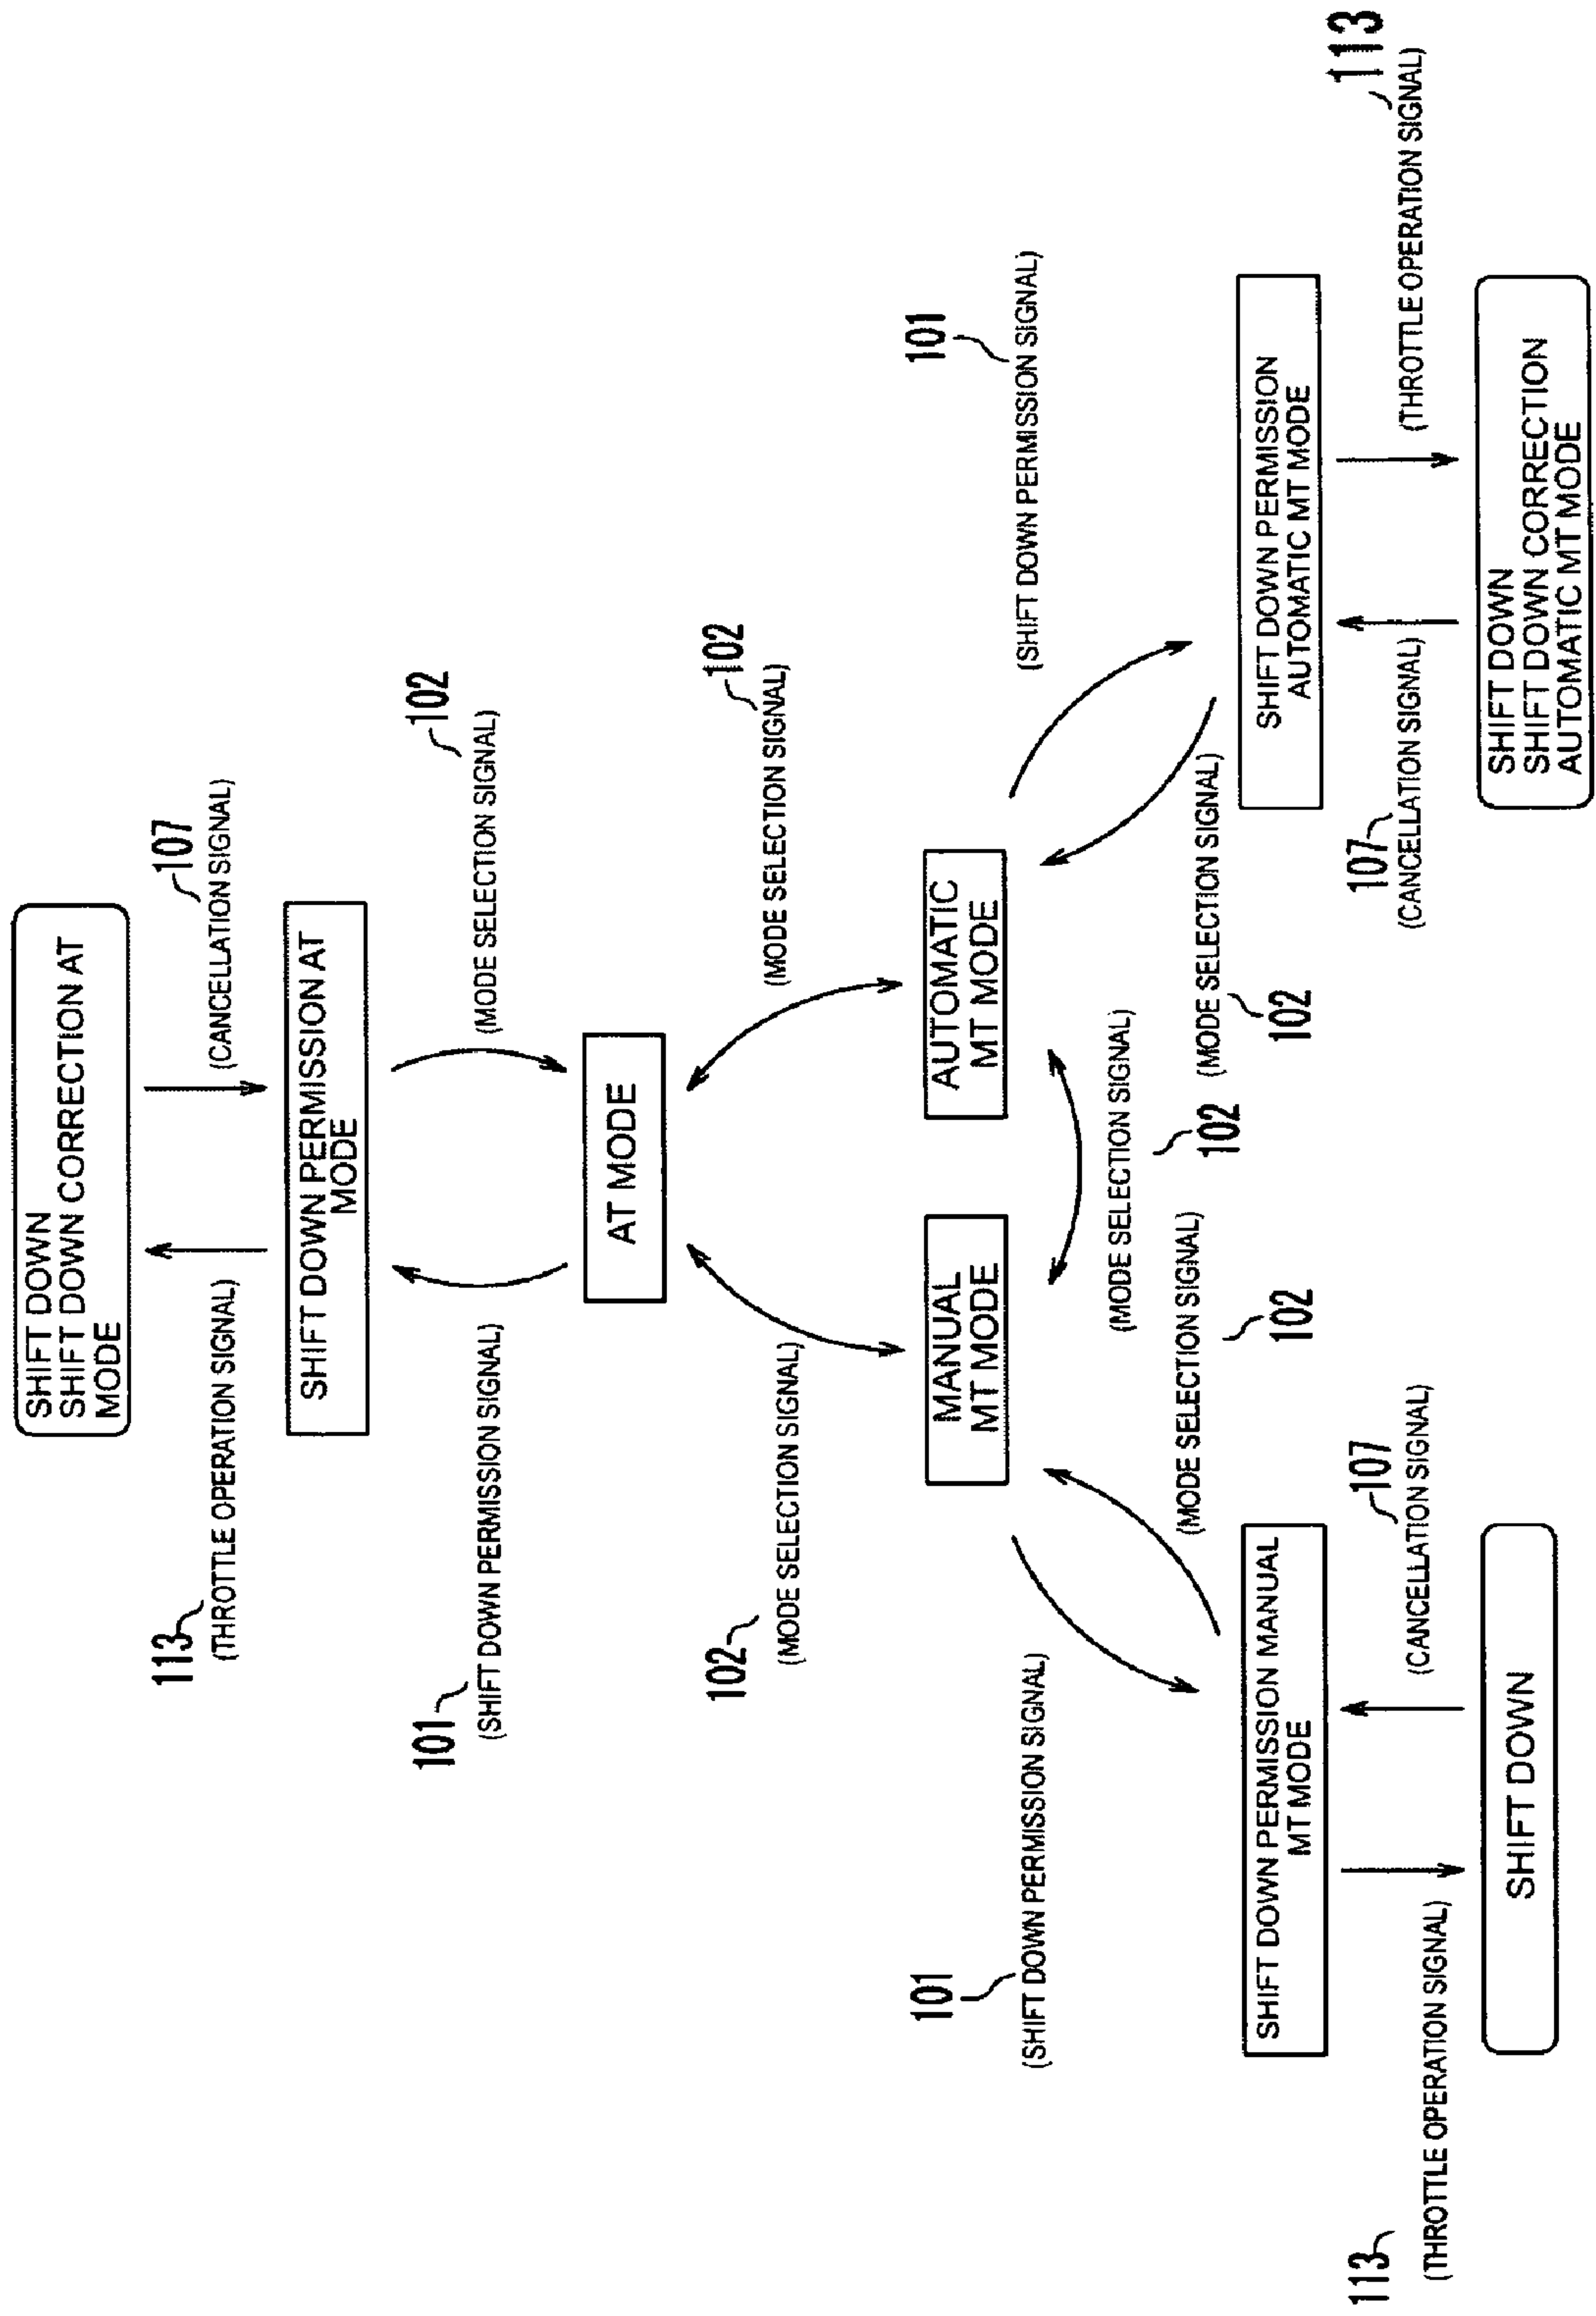 SHIFT DOWN
SHIFT DOWN CORRECTION AT
MODE
113
(THROTTLE OPERATION SIGNAL)
107
(CANCELLATION SIGNAL)
SHIFT DOWN PERMISSION AT
MODE
101
(SHIFT DOWN PERMISSION SIGNAL)
102
(MODE SELECTION SIGNAL)
AT MODE
102
(MODE SELECTION SIGNAL)
102
(MODE SELECTION SIGNAL)
MANUAL
MT MODE
AUTOMATIC
MT MODE
101
(SHIFT DOWN PERMISSION SIGNAL)
101
(SHIFT DOWN PERMISSION SIGNAL)
(MODE SELECTION SIGNAL)
102
(MODE SELECTION SIGNAL)
102
(MODE SELECTION SIGNAL)
102
SHIFT DOWN PERMISSION MANUAL
MT MODE
SHIFT DOWN PERMISSION
AUTOMATIC MT MODE
113
(THROTTLE OPERATION SIGNAL)
107
(CANCELLATION SIGNAL)
107
(CANCELLATION SIGNAL)
113
(THROTTLE OPERATION SIGNAL)
SHIFT DOWN
SHIFT DOWN
SHIFT DOWN CORRECTION
AUTOMATIC MT MODE